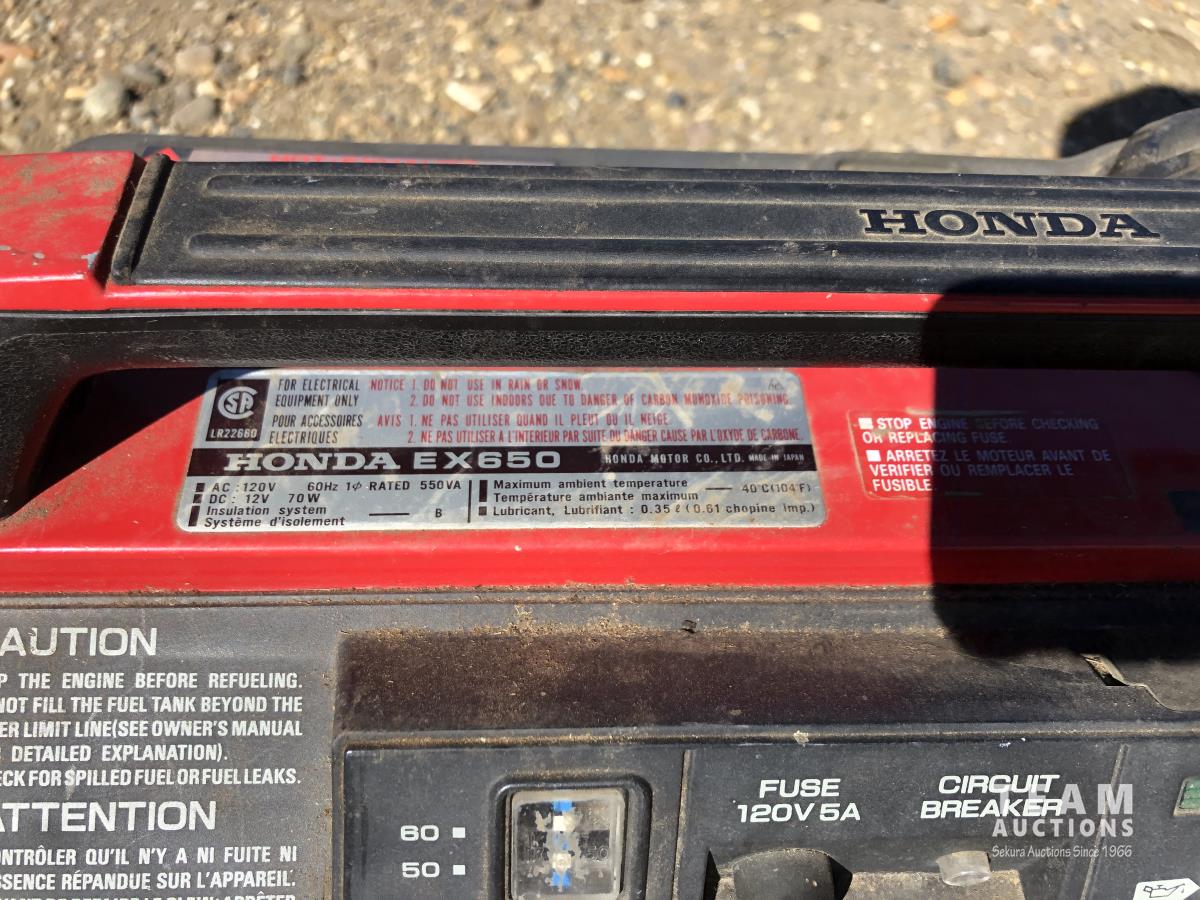 HONDA
SA
LR22660
FOR ELECTRICAL
EQUIPMENT ONLY
NOTICE 1. DO NOT USE IN RAIN OR SNOW.
2. DO NOT USE INDOORS DUE TO DANGER OF CARBON MONOXIDE POISONING.
POUR ACCESSOIRES
ELECTRIQUES
AVIS 1. NE PAS UTILISER QUAND IL PLEUT OU IL NEIGE
2. NE PAS UTILISER A L'INTERIEUR PAR SUITE DU DANGER CAUSE PAR L'OXYDE DE CARBONE.
HONDA EX650 HONDA MOTOR CO., LTD. MADE IN JAPAN
AC : 120V 60Hz 1φ RATED 550VA
DC : 12V 70W
Insulation system
Système d'isolement B
Maximum ambient temperature
Température ambiante maximum 40°C(104°F)
Lubricant, Lubrifiant : 0.35 ℓ (0.61 chopine Imp.)
STOP ENGINE BEFORE CHECKING
OR REPLACING FUSE.
ARRETEZ LE MOTEUR AVANT DE
VERIFIER OU REMPLACER LE
FUSIBLE.
AUTION
P THE ENGINE BEFORE REFUELING.
NOT FILL THE FUEL TANK BEYOND THE
ER LIMIT LINE(SEE OWNER'S MANUAL
DETAILED EXPLANATION).
ECK FOR SPILLED FUEL OR FUEL LEAKS.
ATTENTION
ONTRÔLER QU'IL N'Y A NI FUITE NI
SSENCE RÉPANDUE SUR L'APPAREIL.
60
50
FUSE
120V 5A
CIRCUIT
BREAKER
TEAM
AUCTIONS
Sekura Auctions Since 1966